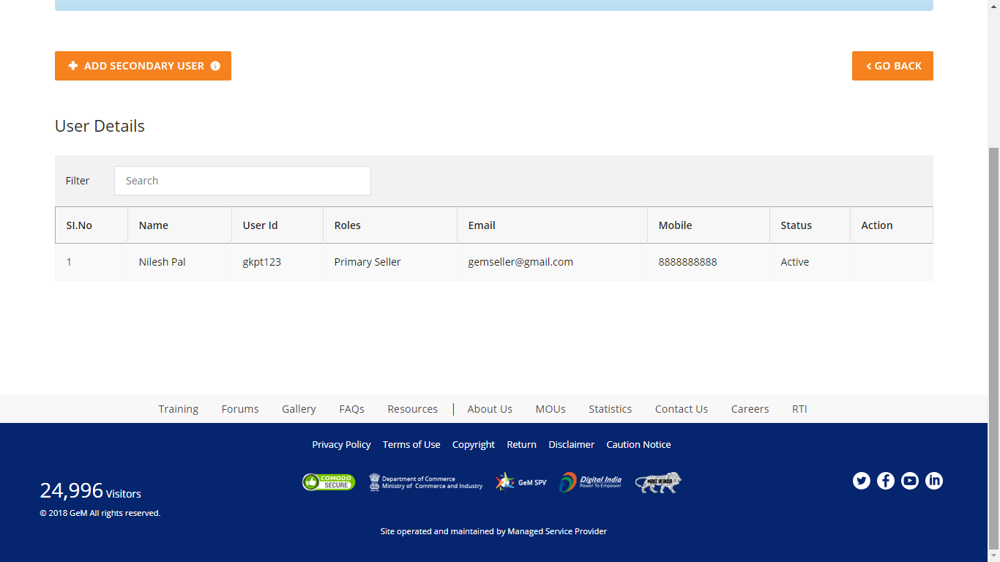 ADD SECONDARY USER
GO BACK
User Details
Filter Search
SI.No Name User Id Roles Email Mobile Status Action
1 Nilesh Pal gkpt123 Primary Seller gemseller@gmail.com 8888888888 Active
Training Forums Gallery FAQs Resources | About Us MOUs Statistics Contact Us Careers RTI
Privacy Policy Terms of Use Copyright Return Disclaimer Caution Notice
24,996 Visitors
© 2018 GeM All rights reserved.
COMODO
SECURE
Department of Commerce
Ministry of Commerce and Industry
GeM SPV
Digital India
Power To Empower
MAKE IN INDIA
Site operated and maintained by Managed Service Provider